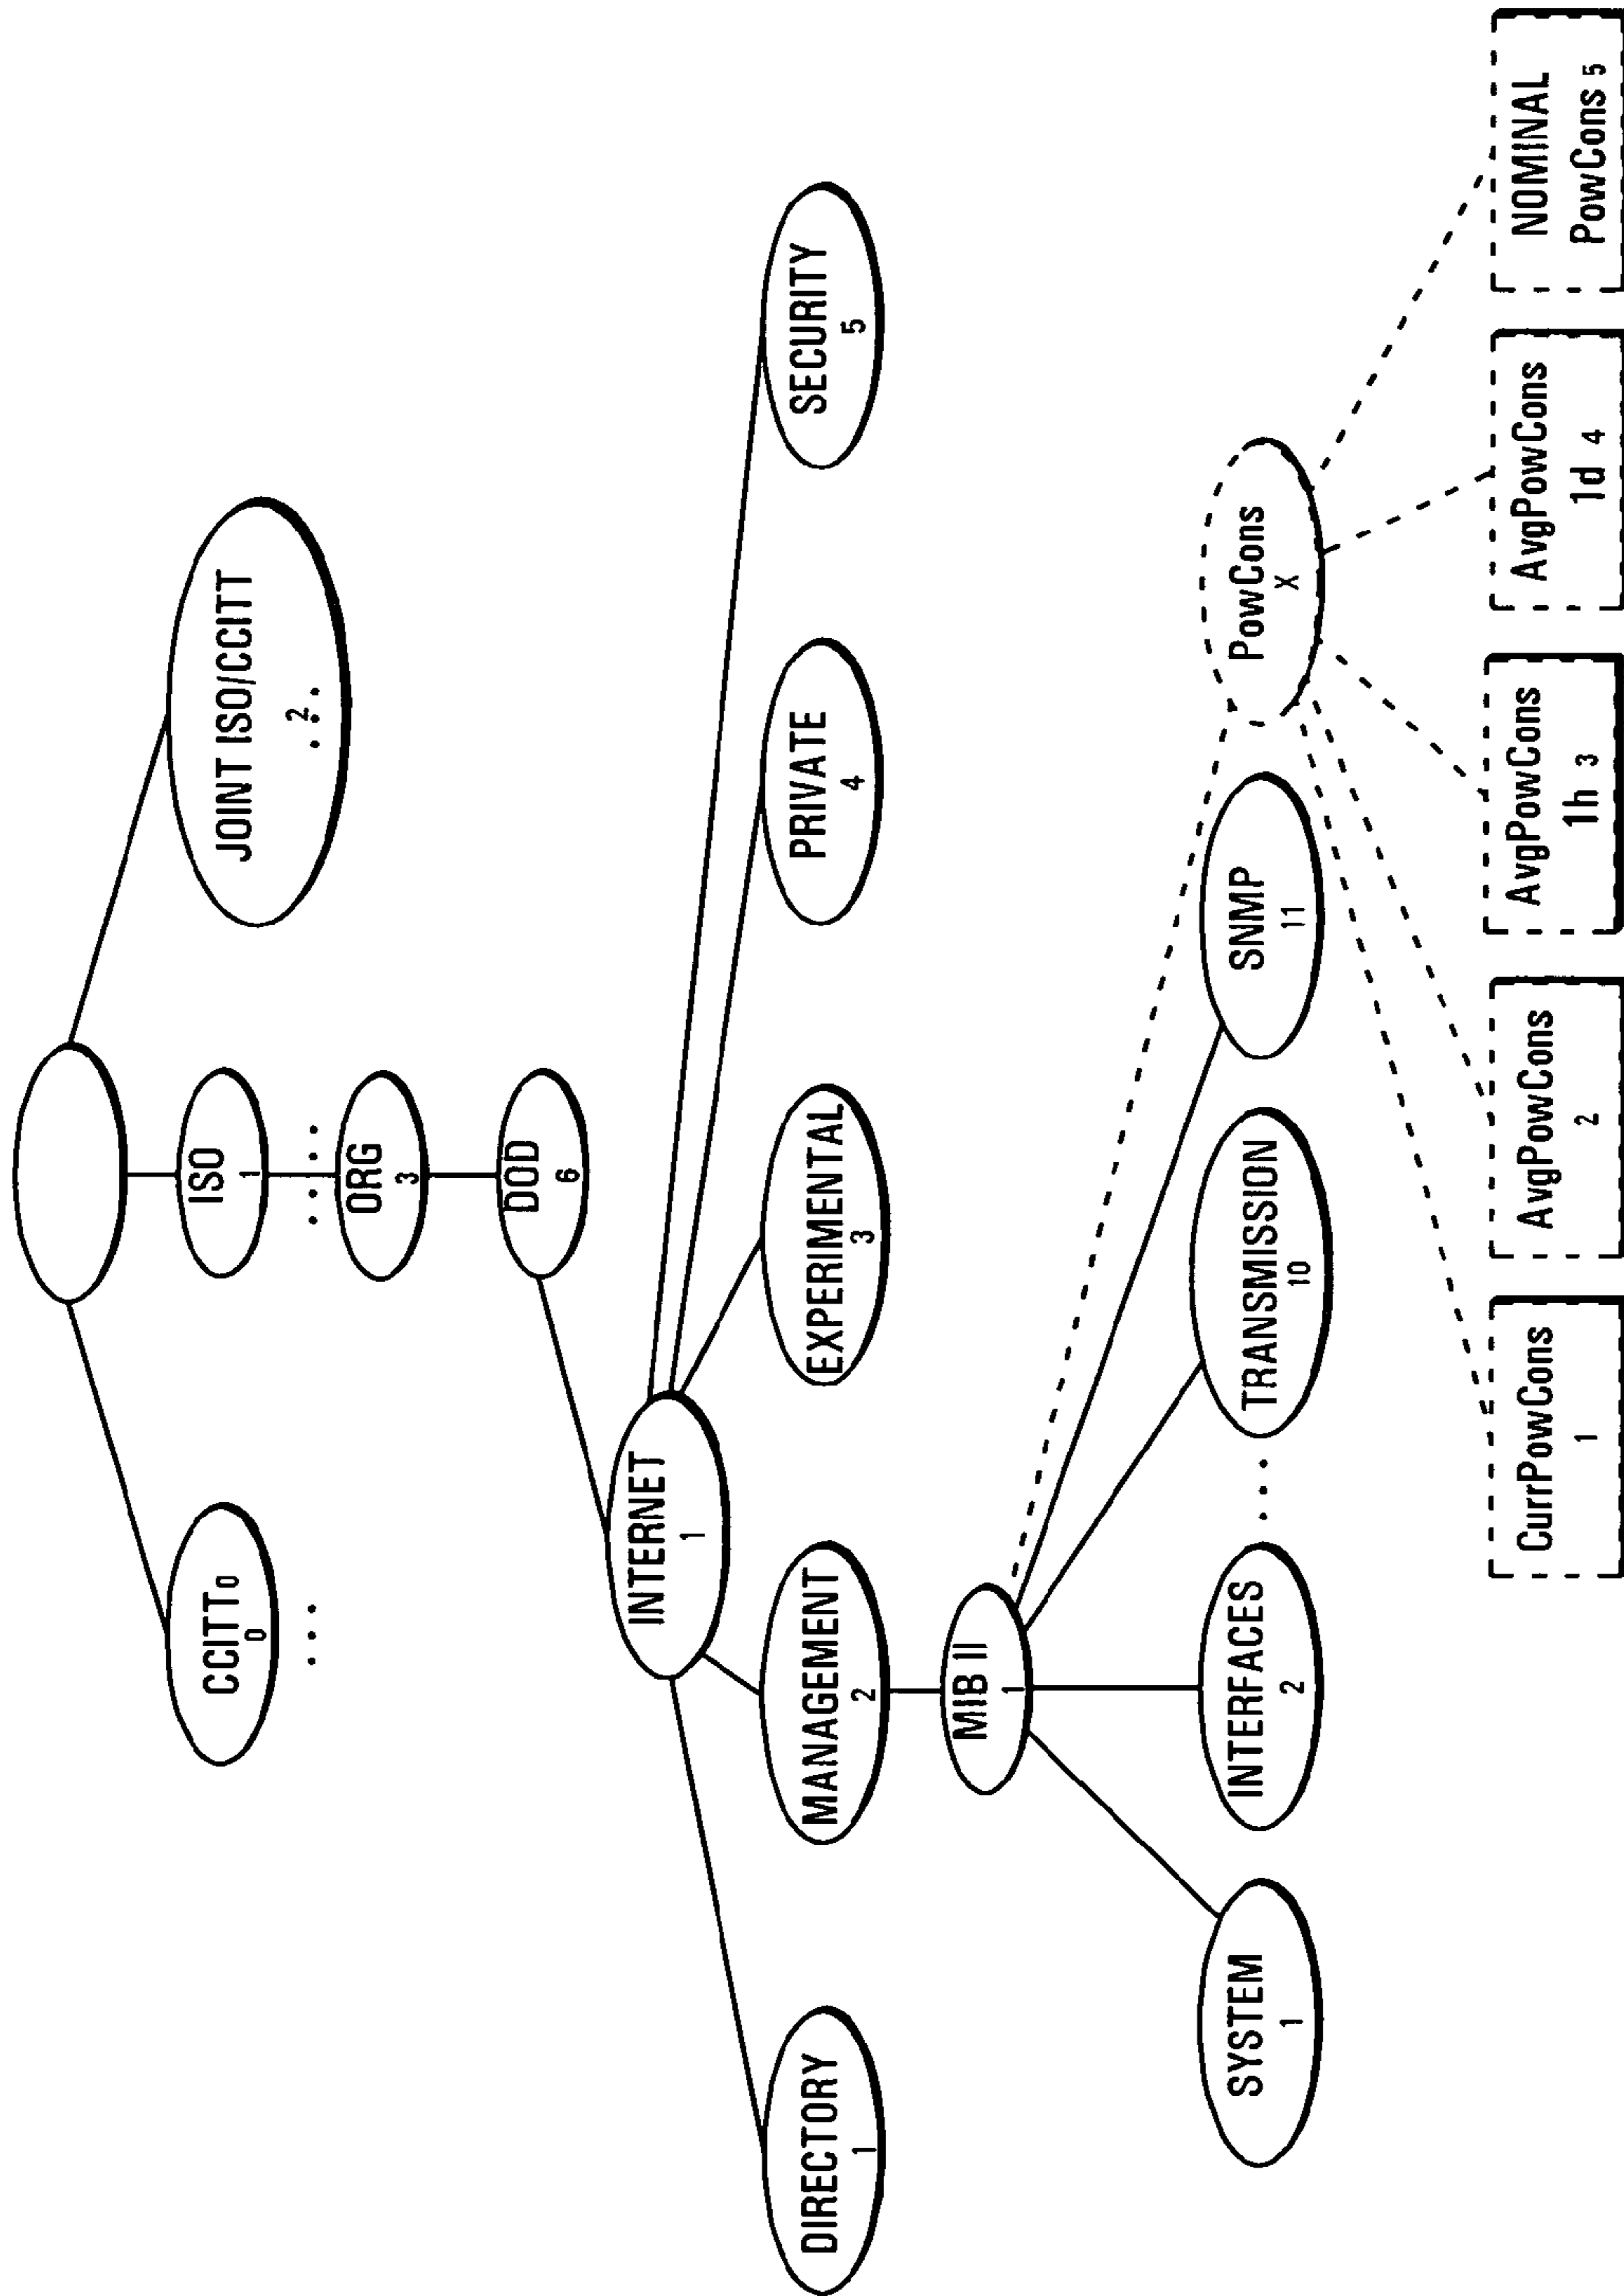 CCITT 0
0
...
ISO
1
....
JOINT ISO/CCITT
2
...
ORG
3
DOD
6
INTERNET
1
DIRECTORY
1
MANAGEMENT
2
EXPERIMENTAL
3
PRIVATE
4
SECURITY
5
MIB II
1
SYSTEM
1
INTERFACES
2
...
TRANSMISSION
10
SNMP
11
PowCons
X
CurrPowCons
1
AvgPowCons
2
AvgPowCons
1h 3
AvgPowCons
1d 4
NOMINAL
PowCons 5